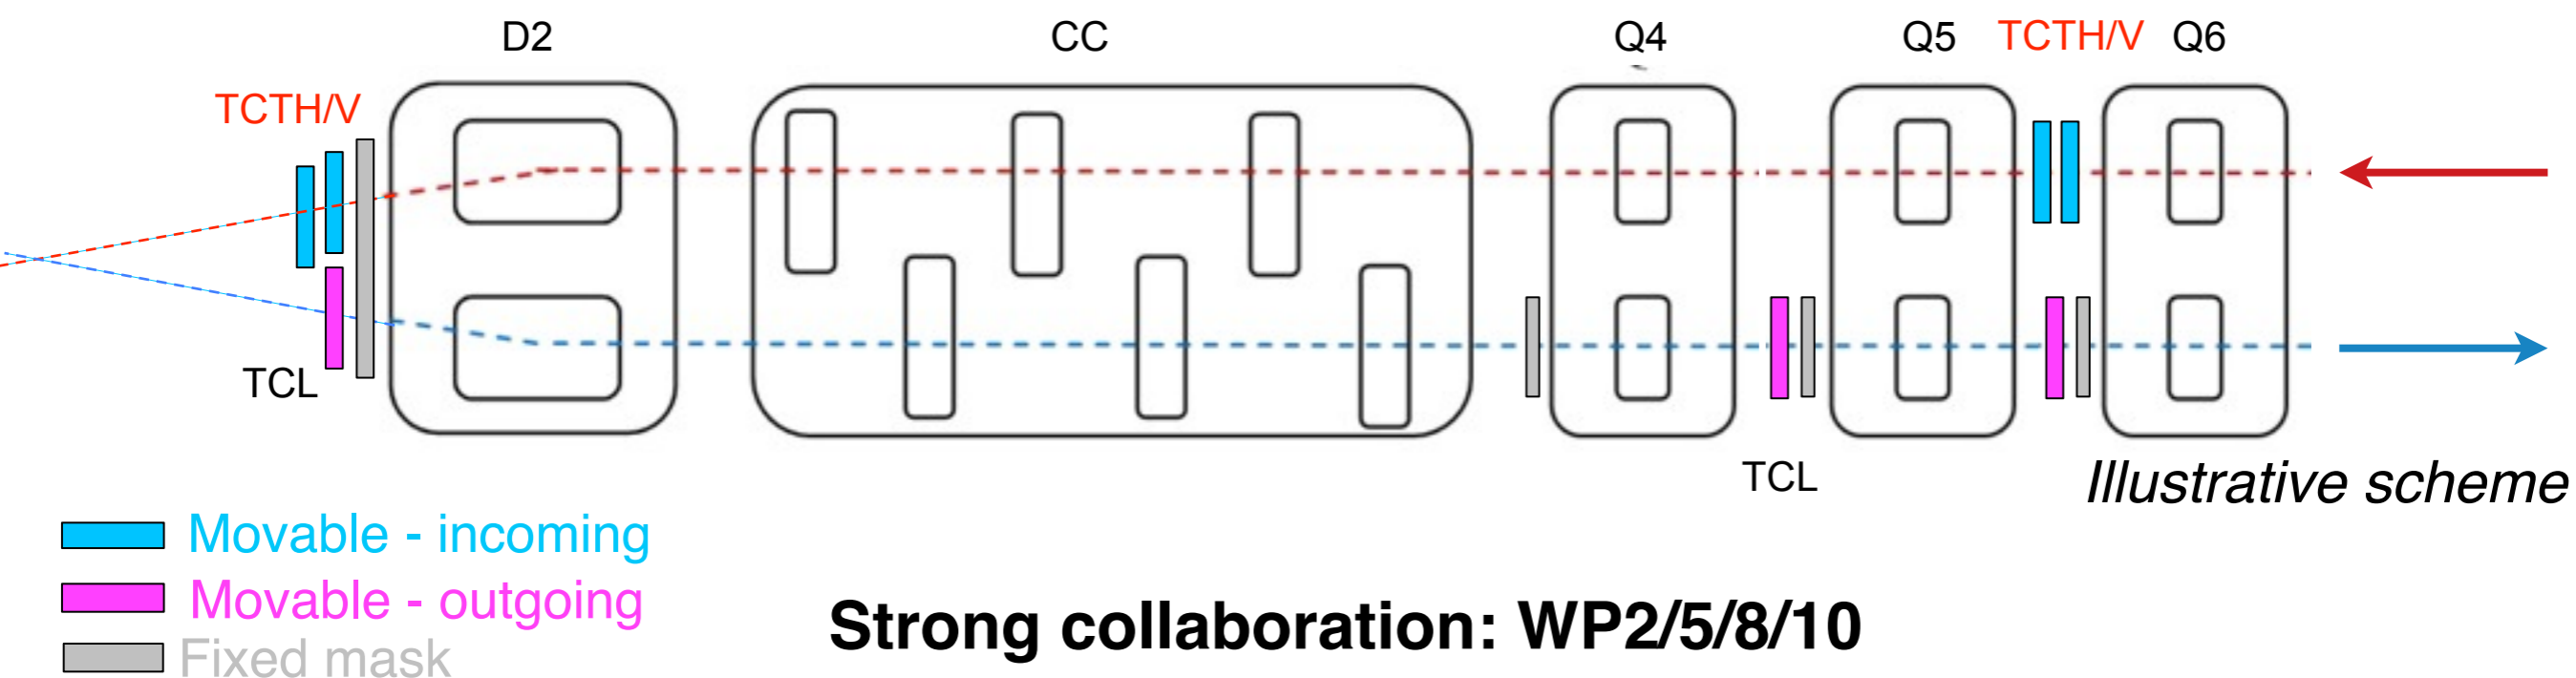 D2
CC
Q4
Q5
TCTH/V
Q6
TCTH/V
TCL
TCL
Illustrative scheme
Movable - incoming
Movable - outgoing
Fixed mask
Strong collaboration: WP2/5/8/10